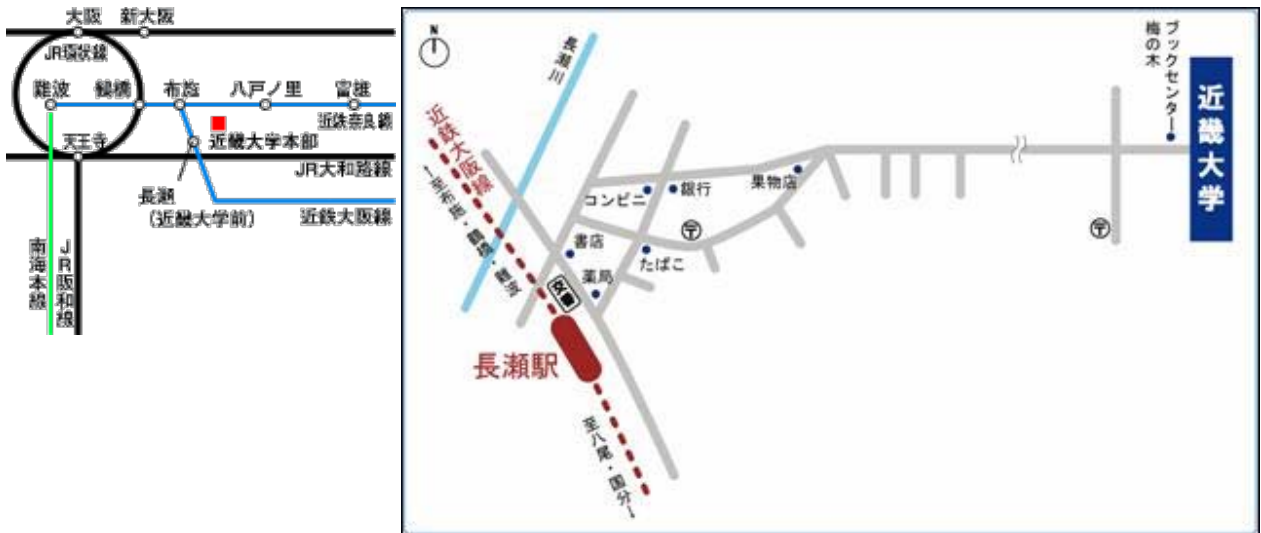 大阪
新大阪
JR環状線
難波
鶴橋
布施
八戸ノ里
富雄
近鉄奈良線
天王寺
近畿大学本部
JR大和路線
長瀬
(近畿大学前)
近鉄大阪線
南海本線
JR阪和線
N
長瀬川
近鉄大阪線
←至布施・鶴橋・難波
コンビニ
銀行
果物店
書店
たばこ
薬局
交番
長瀬駅
至八尾・国分→
〒
〒
ブックセンター
梅の木
近畿大学